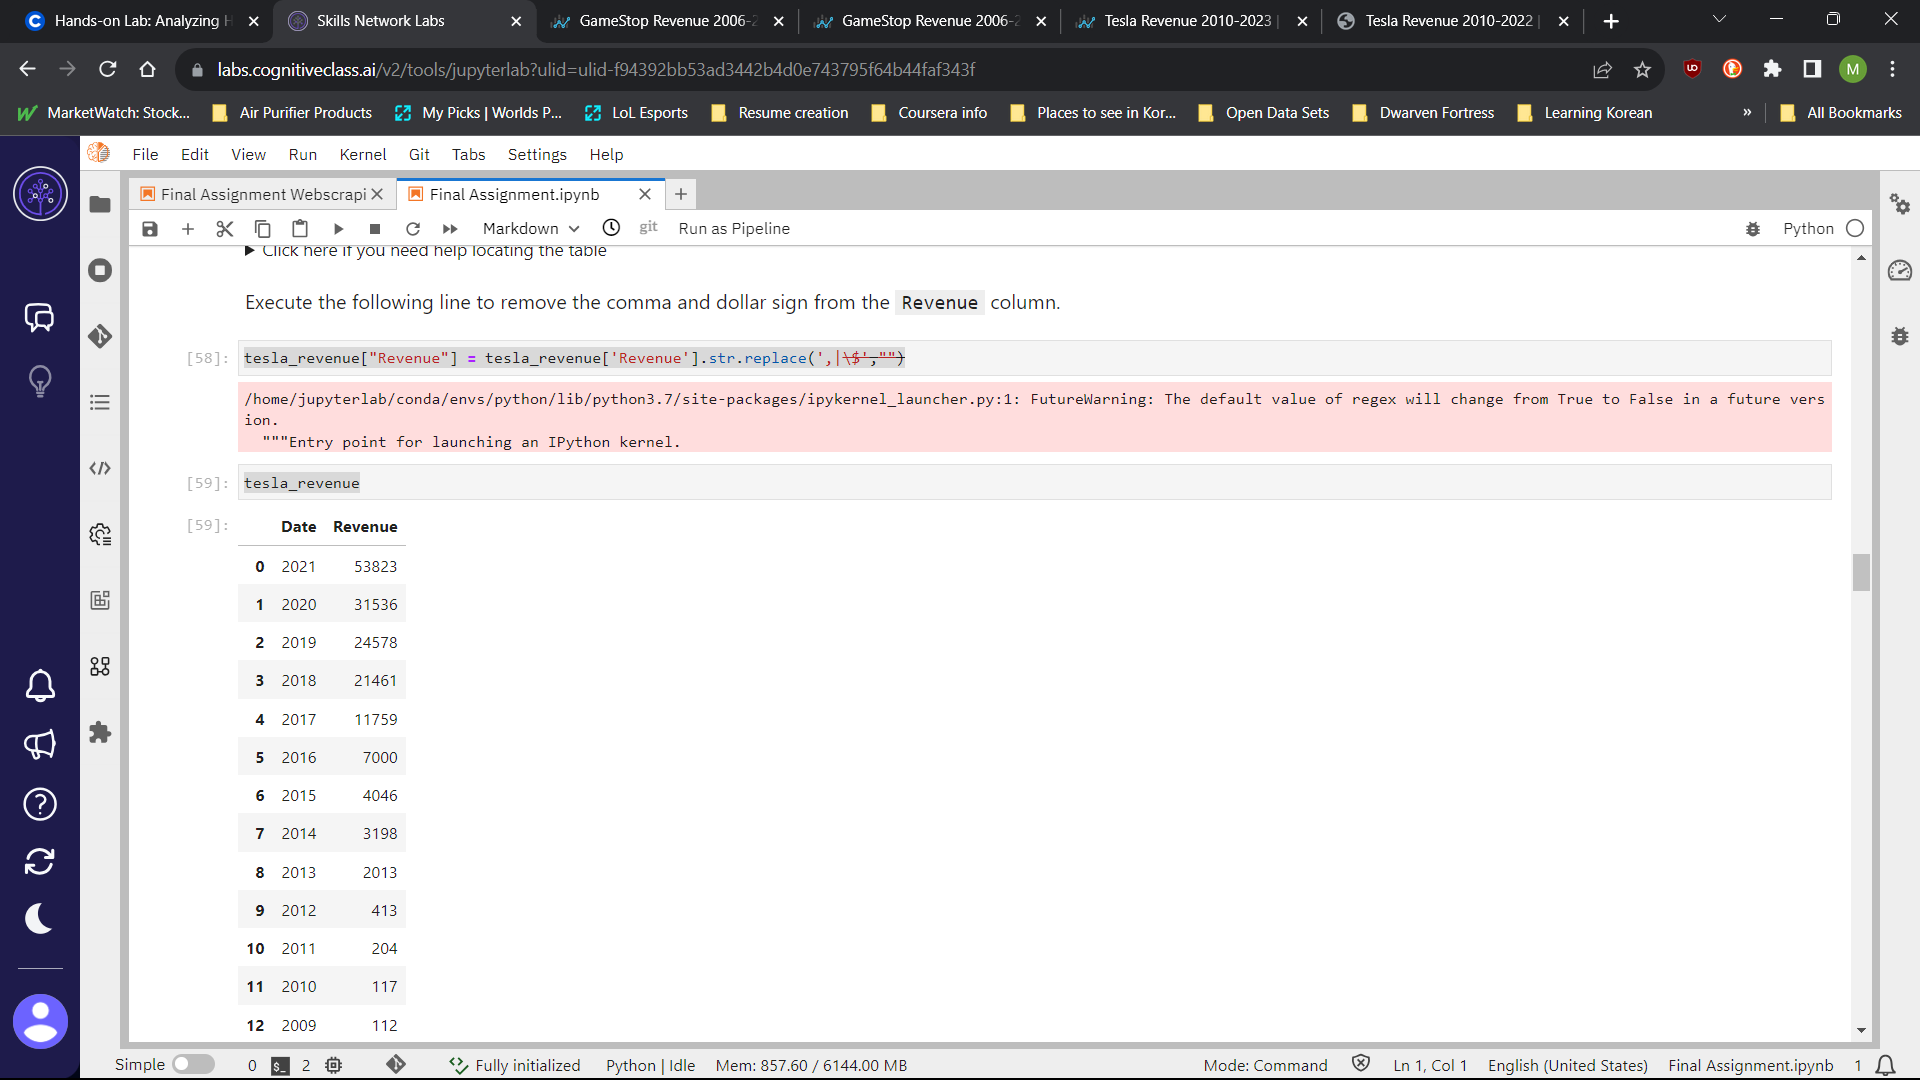 Hands-on Lab: Analyzing H
Skills Network Labs
GameStop Revenue 2006-2
GameStop Revenue 2006-2
Tesla Revenue 2010-2023 |
Tesla Revenue 2010-2022 |
labs.cognitiveclass.ai/v2/tools/jupyterlab?ulid=ulid-f94392bb53ad3442b4d0e743795f64b44faf343f
M
MarketWatch: Stock...
Air Purifier Products
My Picks | Worlds P...
LoL Esports
Resume creation
Coursera info
Places to see in Kor...
Open Data Sets
Dwarven Fortress
Learning Korean
»
All Bookmarks
File Edit View Run Kernel Git Tabs Settings Help
Final Assignment Webscrapi
Final Assignment.ipynb
Markdown
git
Run as Pipeline
Python
Click here if you need help locating the table
Execute the following line to remove the comma and dollar sign from the Revenue column.
[58]: tesla_revenue["Revenue"] = tesla_revenue['Revenue'].str.replace(',|\$',"")
/home/jupyterlab/conda/envs/python/lib/python3.7/site-packages/ipykernel_launcher.py:1: FutureWarning: The default value of regex will change from True to False in a future vers
ion.
"""Entry point for launching an IPython kernel.
[59]: tesla_revenue
[59]: Date Revenue
0 2021 53823
1 2020 31536
2 2019 24578
3 2018 21461
4 2017 11759
5 2016 7000
6 2015 4046
7 2014 3198
8 2013 2013
9 2012 413
10 2011 204
11 2010 117
12 2009 112
Simple 0 $_ 2 Fully initialized Python | Idle Mem: 857.60 / 6144.00 MB Mode: Command Ln 1, Col 1 English (United States) Final Assignment.ipynb 1